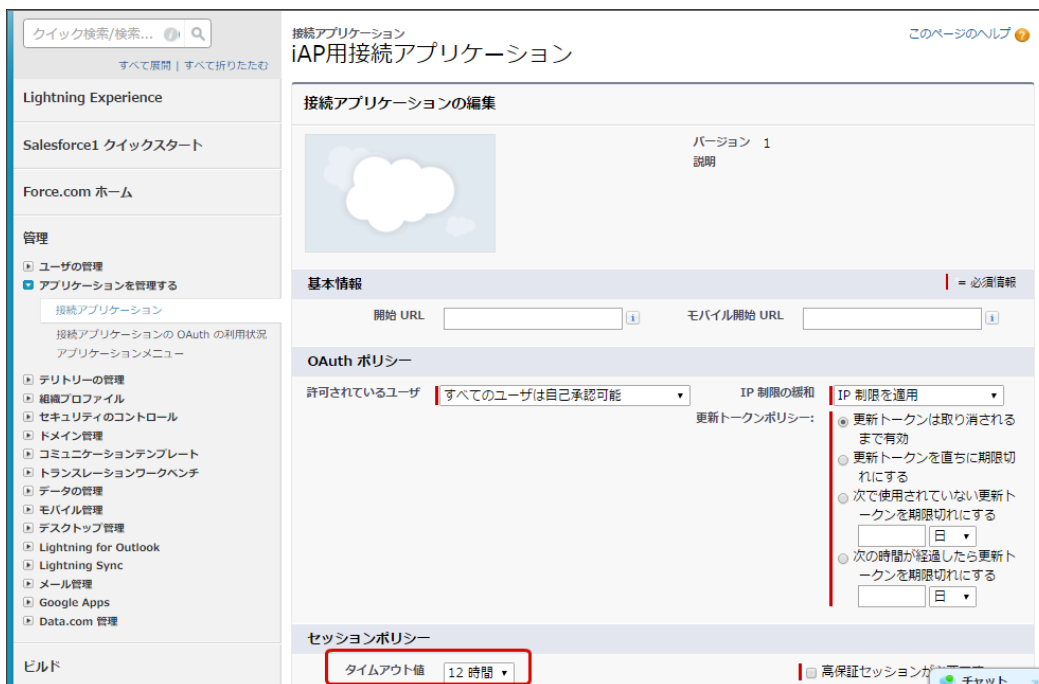 クイック検索/検索...
すべて展開 | すべて折りたたむ
Lightning Experience
Salesforce1 クイックスタート
Force.com ホーム
管理
ユーザの管理
アプリケーションを管理する
接続アプリケーション
接続アプリケーションの OAuth の利用状況
アプリケーションメニュー
テリトリーの管理
組織プロファイル
セキュリティのコントロール
ドメイン管理
コミュニケーションテンプレート
トランスレーションワークベンチ
データの管理
モバイル管理
デスクトップ管理
Lightning for Outlook
Lightning Sync
メール管理
Google Apps
Data.com 管理
ビルド
接続アプリケーション
iAP用接続アプリケーション
このページのヘルプ
接続アプリケーションの編集
バージョン 1
説明
基本情報
= 必須情報
開始 URL
モバイル開始 URL
OAuth ポリシー
許可されているユーザ すべてのユーザは自己承認可能
IP 制限の緩和 IP 制限を適用
更新トークンポリシー:
更新トークンは取り消される
まで有効
更新トークンを直ちに期限切
れにする
次で使用されていない更新ト
ークンを期限切れにする
日
次の時間が経過したら更新ト
ークンを期限切れにする
日
セッションポリシー
タイムアウト値 12 時間
高保証セッションが
チャット